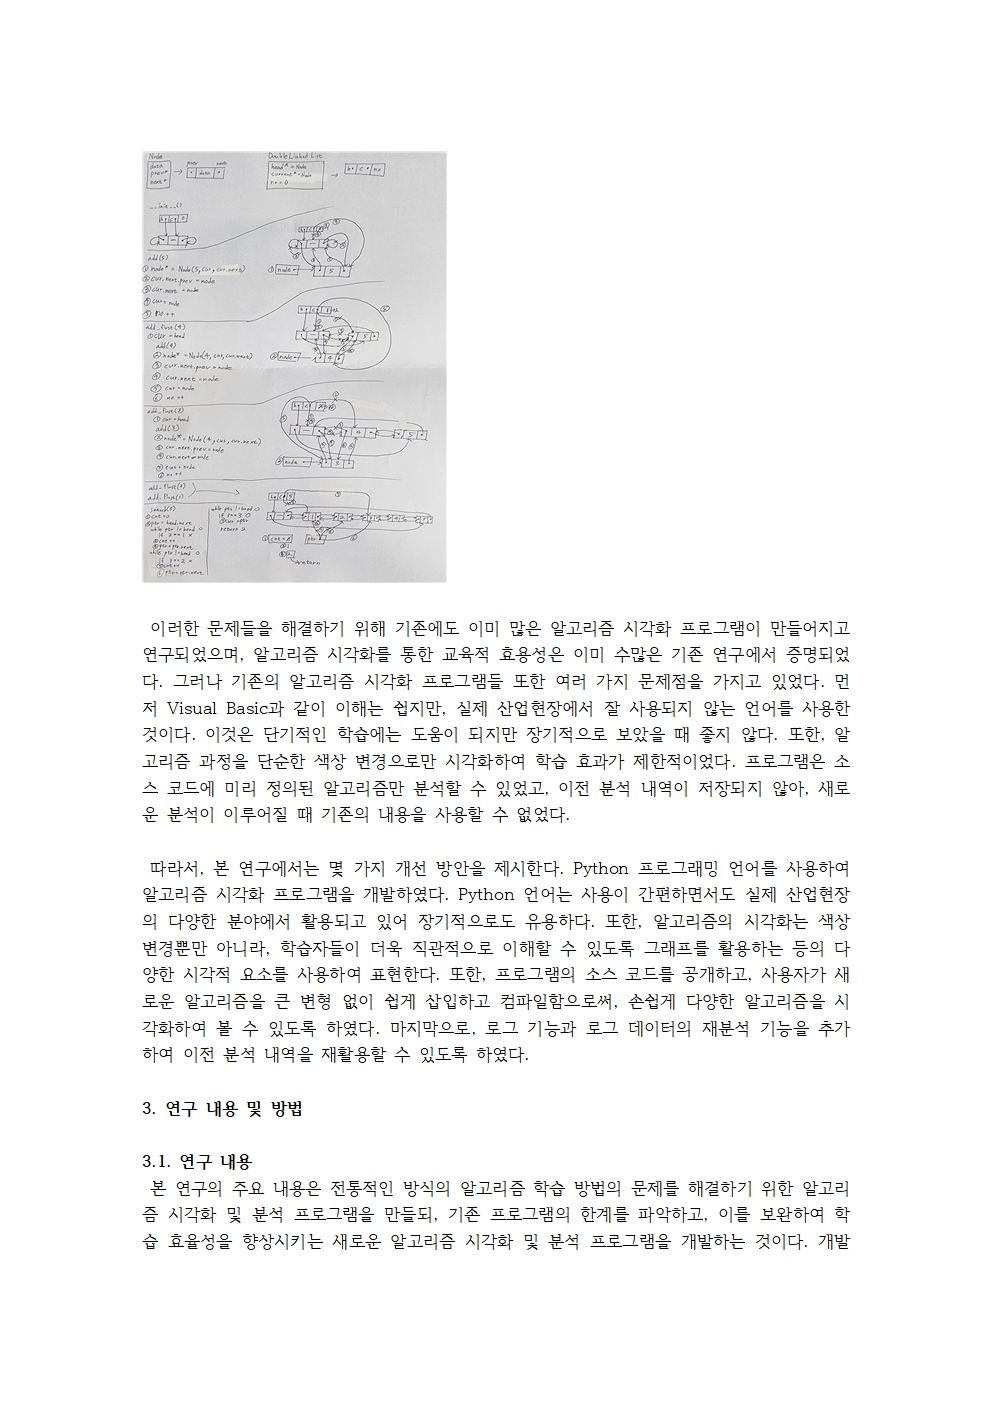 Node
data
prev*
next*
prev next
data
Double Linked List
head* = Node
current* = Node
no = 0
h c no
__init__()
h c 0
add(5)
① node* = Node(5, cur, cur.next)
② cur.next.prev = node
③ cur.next = node
④ cur = node
⑤ no ++
① node
5
add_first(4)
① cur = head
add(4)
② node* = Node(4, cur, cur.next)
③ cur.next.prev = node
④ cur.next = node
⑤ cur = node
⑥ no ++
② node
4
5
add_first(3)
① cur = head
add(3)
② node* = Node(4, cur, cur.next)
③ cur.next.prev = node
④ cur.next = node
⑤ cur = node
⑥ no ++
4
5
node
3
add_first(2)
add_first(1)
while ptr != head O
if 3 == 3 O
cur = ptr
return 2
① cnt = 0
② ptr = head.next
while ptr != head O
if 3 == 1 X
cnt ++
ptr = ptr.next
while ptr != head O
if 3 == 2 X
cnt ++
ptr = ptr.next
ptr
return
이러한 문제들을 해결하기 위해 기존에도 이미 많은 알고리즘 시각화 프로그램이 만들어지고
연구되었으며, 알고리즘 시각화를 통한 교육적 효용성은 이미 수많은 기존 연구에서 증명되었
다. 그러나 기존의 알고리즘 시각화 프로그램들 또한 여러 가지 문제점을 가지고 있었다. 먼
저 Visual Basic과 같이 이해는 쉽지만, 실제 산업현장에서 잘 사용되지 않는 언어를 사용한
것이다. 이것은 단기적인 학습에는 도움이 되지만 장기적으로 보았을 때 좋지 않다. 또한, 알
고리즘 과정을 단순한 색상 변경으로만 시각화하여 학습 효과가 제한적이었다. 프로그램은 소
스 코드에 미리 정의된 알고리즘만 분석할 수 있었고, 이전 분석 내역이 저장되지 않아, 새로
운 분석이 이루어질 때 기존의 내용을 사용할 수 없었다.
따라서, 본 연구에서는 몇 가지 개선 방안을 제시한다. Python 프로그래밍 언어를 사용하여
알고리즘 시각화 프로그램을 개발하였다. Python 언어는 사용이 간편하면서도 실제 산업현장
의 다양한 분야에서 활용되고 있어 장기적으로도 유용하다. 또한, 알고리즘의 시각화는 색상
변경뿐만 아니라, 학습자들이 더욱 직관적으로 이해할 수 있도록 그래프를 활용하는 등의 다
양한 시각적 요소를 사용하여 표현한다. 또한, 프로그램의 소스 코드를 공개하고, 사용자가 새
로운 알고리즘을 큰 변형 없이 쉽게 삽입하고 컴파일함으로써, 손쉽게 다양한 알고리즘을 시
각화하여 볼 수 있도록 하였다. 마지막으로, 로그 기능과 로그 데이터의 재분석 기능을 추가
하여 이전 분석 내역을 재활용할 수 있도록 하였다.
3. 연구 내용 및 방법
3.1. 연구 내용
본 연구의 주요 내용은 전통적인 방식의 알고리즘 학습 방법의 문제를 해결하기 위한 알고리
즘 시각화 및 분석 프로그램을 만들되, 기존 프로그램의 한계를 파악하고, 이를 보완하여 학
습 효율성을 향상시키는 새로운 알고리즘 시각화 및 분석 프로그램을 개발하는 것이다. 개발